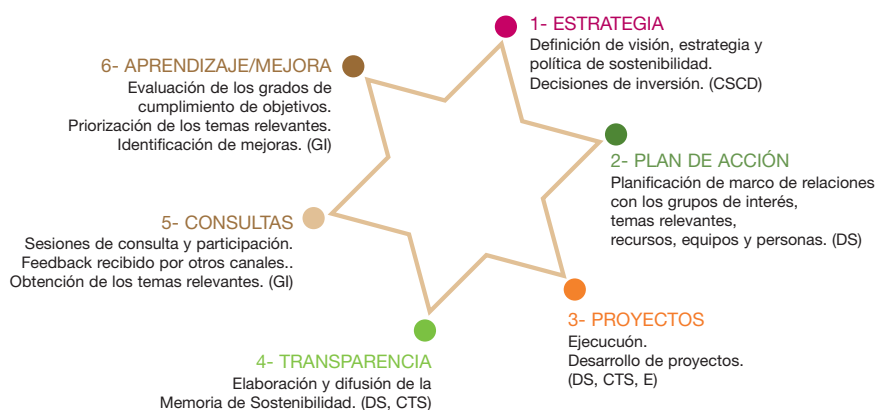 1- ESTRATEGIA
Definición de visión, estrategia y
política de sostenibilidad.
Decisiones de inversión. (CSCD)
2- PLAN DE ACCIÓN
Planificación de marco de relaciones
con los grupos de interés,
temas relevantes,
recursos, equipos y personas. (DS)
3- PROYECTOS
Ejecucuón.
Desarrollo de proyectos.
(DS, CTS, E)
4- TRANSPARENCIA
Elaboración y difusión de la
Memoria de Sostenibilidad. (DS, CTS)
5- CONSULTAS
Sesiones de consulta y participación.
Feedback recibido por otros canales..
Obtención de los temas relevantes. (GI)
6- APRENDIZAJE/MEJORA
Evaluación de los grados de
cumplimiento de objetivos.
Priorización de los temas relevantes.
Identificación de mejoras. (GI)